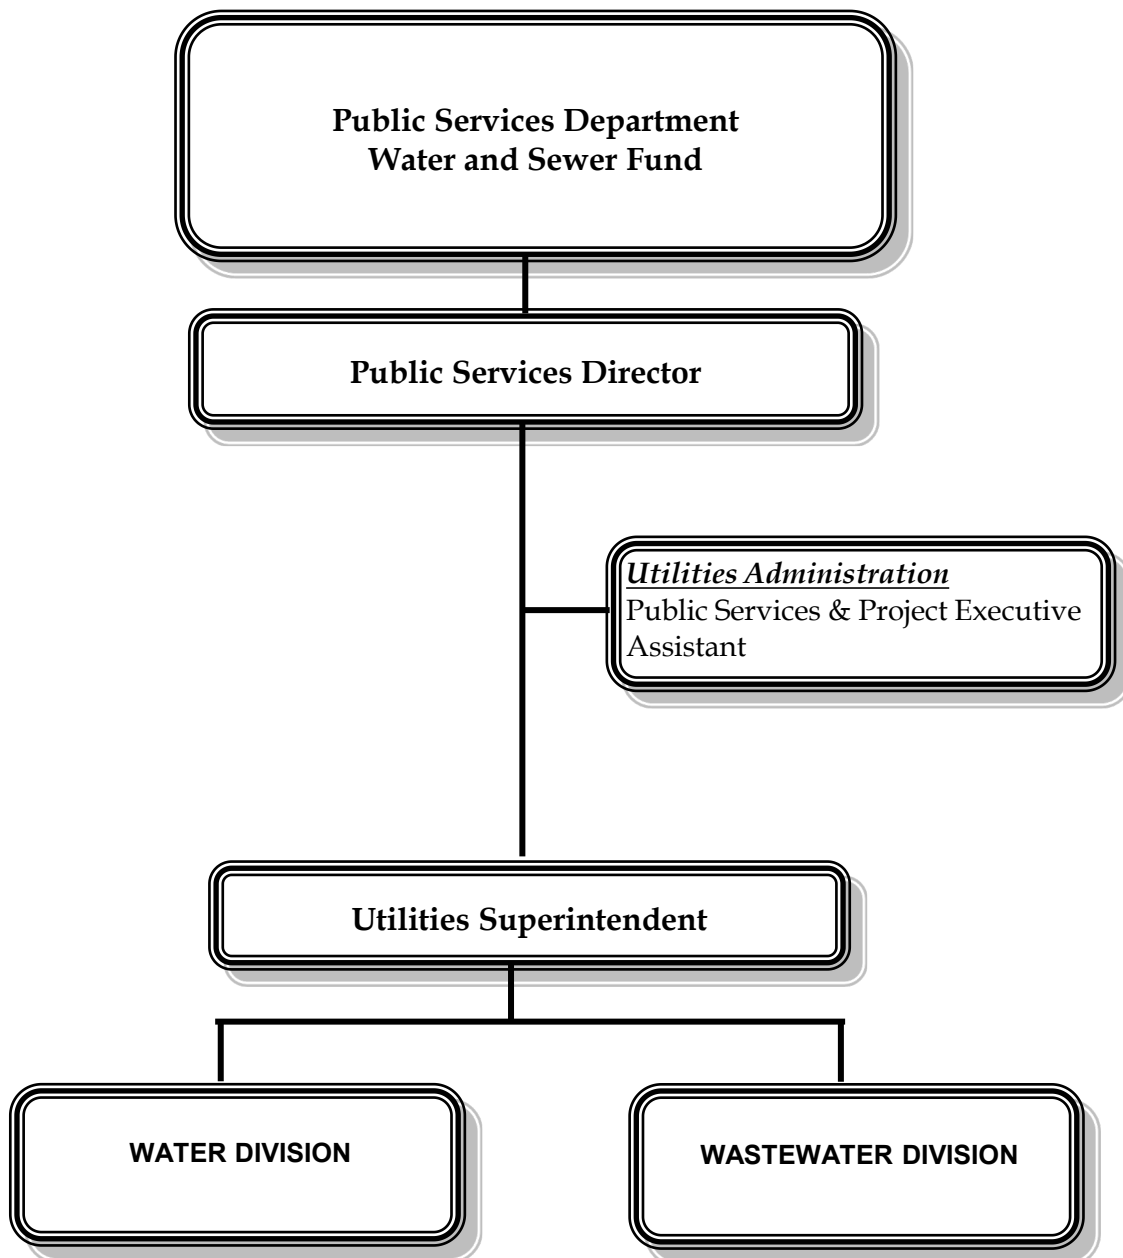 Public Services Department
Water and Sewer Fund
Public Services Director
Utilities Administration
Public Services & Project Executive
Assistant
Utilities Superintendent
WATER DIVISION
WASTEWATER DIVISION